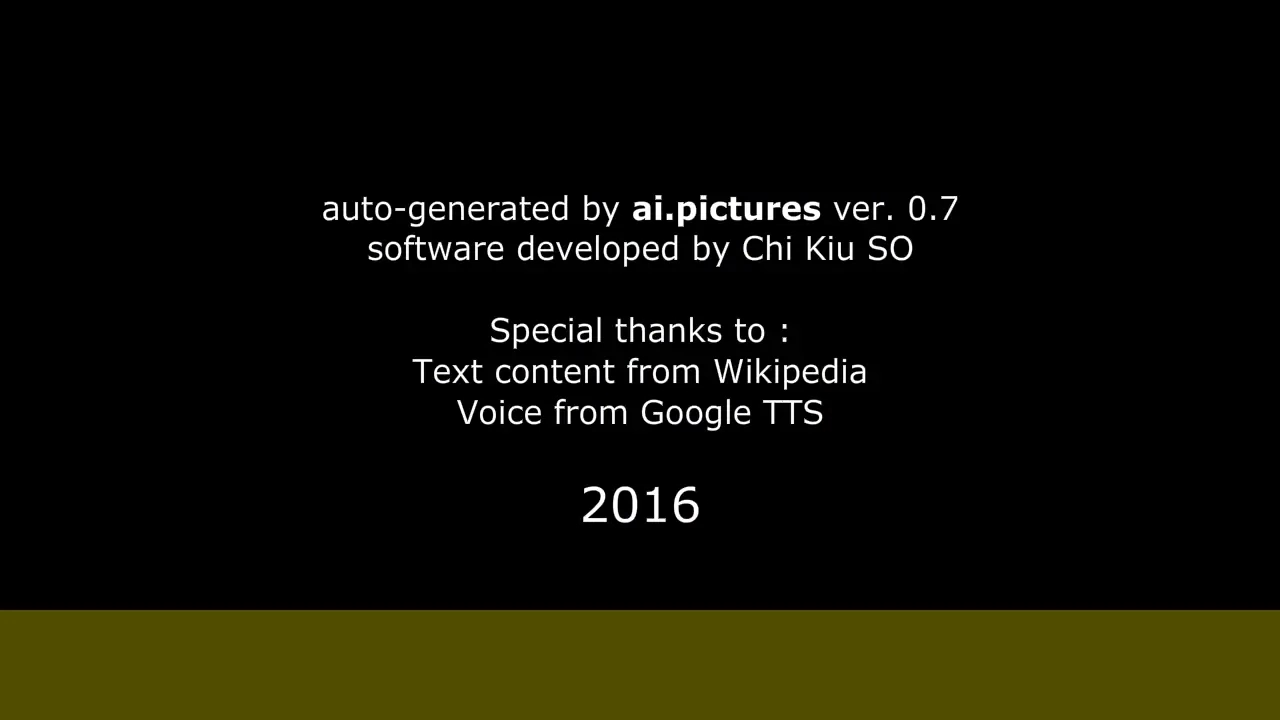 auto-generated by ai.pictures ver. 0.7
software developed by Chi Kiu SO
Special thanks to :
Text content from Wikipedia
Voice from Google TTS
2016